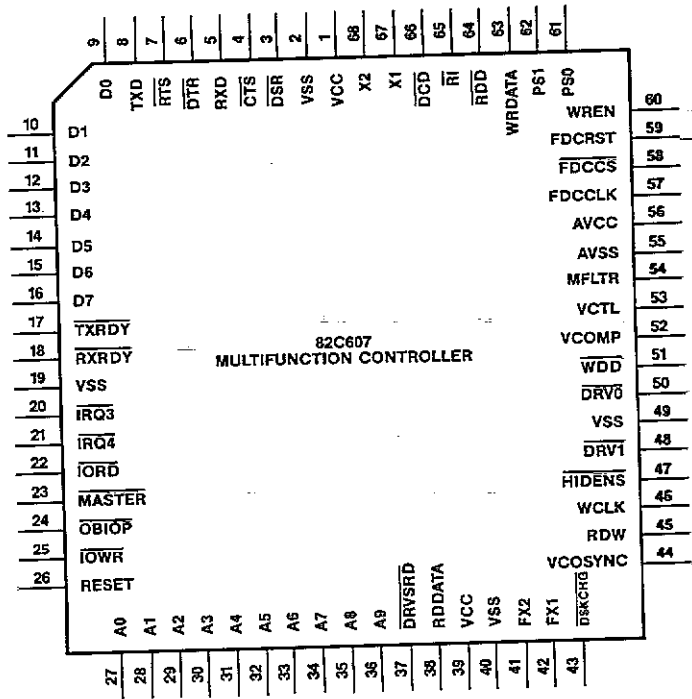 9 8 7 6 5 4 3 2 1 68 67 66 65 64 63 62 61
D0 TXD RTS DTR RXD CTS DSR VSS VCC X2 X1 DCD RI RDD WRDATA PS1 PS0
10 D1
11 D2
12 D3
13 D4
14 D5
15 D6
16 D7
17 TXRDY
18 RXRDY
19 VSS
20 IRQ3
21 IRQ4
22 IORD
23 MASTER
24 OBIOP
25 IOWR
26 RESET
82C607
MULTIFUNCTION CONTROLLER
WREN 60
FDCRST 59
FDCCS 58
FDCCLK 57
AVCC 56
AVSS 55
MFLTR 54
VCTL 53
VCOMP 52
WDD 51
DRV0 50
VSS 49
DRV1 48
HIDENS 47
WCLK 46
RDW 45
VCOSYNC 44
A0 A1 A2 A3 A4 A5 A6 A7 A8 A9 DRVSRD RDDATA VCC VSS FX2 FX1 DSKCHG
27 28 29 30 31 32 33 34 35 36 37 38 39 40 41 42 43